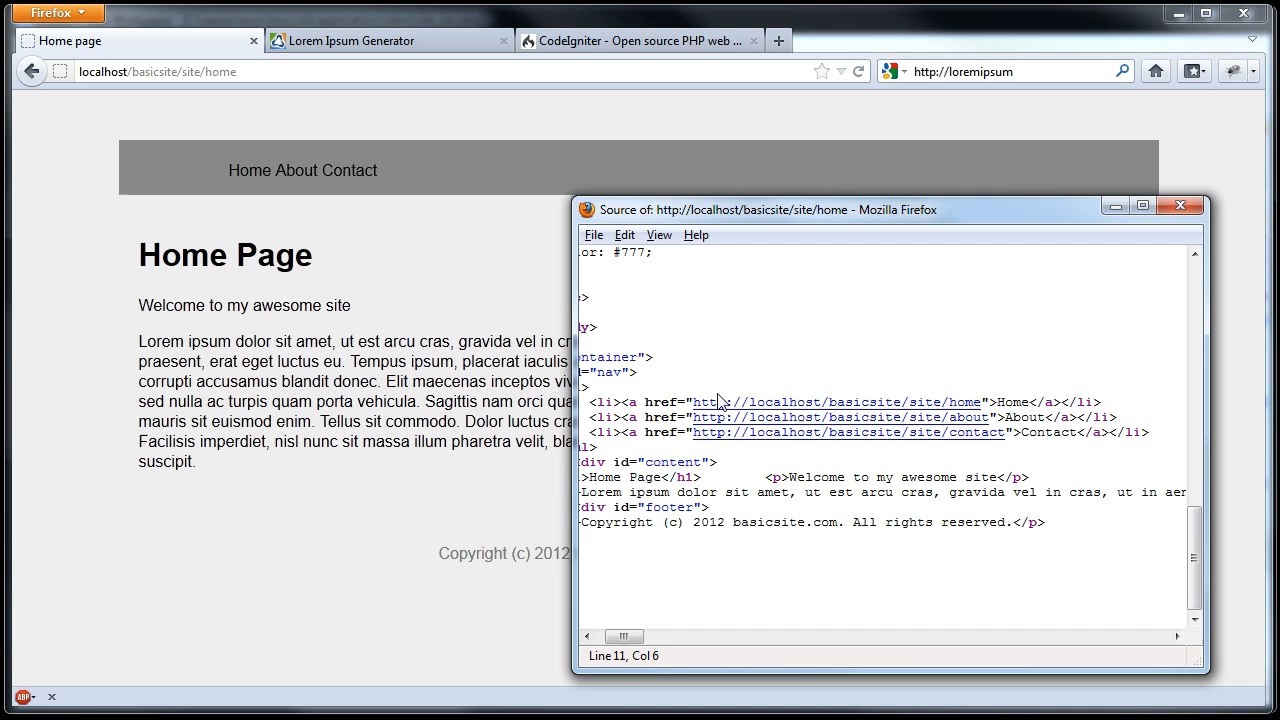 Firefox
Home page
Lorem Ipsum Generator
CodeIgniter - Open source PHP web ...
localhost/basicsite/site/home
http://loremipsum
Home About Contact
Home Page
Welcome to my awesome site
Lorem ipsum dolor sit amet, ut est arcu cras, gravida vel in cr
praesent, erat eget luctus eu. Tempus ipsum, placerat iaculis
corrupti accusamus blandit donec. Elit maecenas inceptos viv
sed nulla ac turpis quam porta vehicula. Sagittis nam orci qua
mauris sit euismod enim. Tellus sit commodo. Dolor luctus cra
Facilisis imperdiet, nisl nunc sit massa illum pharetra velit, bla
suscipit.
Copyright (c) 2012
Source of: http://localhost/basicsite/site/home - Mozilla Firefox
File Edit View Help
lor: #777;
>
dy>
ontainer">
d="nav">
>
<li><a href="http://localhost/basicsite/site/home">Home</a></li>
<li><a href="http://localhost/basicsite/site/about">About</a></li>
<li><a href="http://localhost/basicsite/site/contact">Contact</a></li>
ul>
div id="content">
>Home Page</h1> <p>Welcome to my awesome site</p>
>Lorem ipsum dolor sit amet, ut est arcu cras, gravida vel in cras, ut in aen
div id="footer">
>Copyright (c) 2012 basicsite.com. All rights reserved.</p>
Line 11, Col 6
ABP